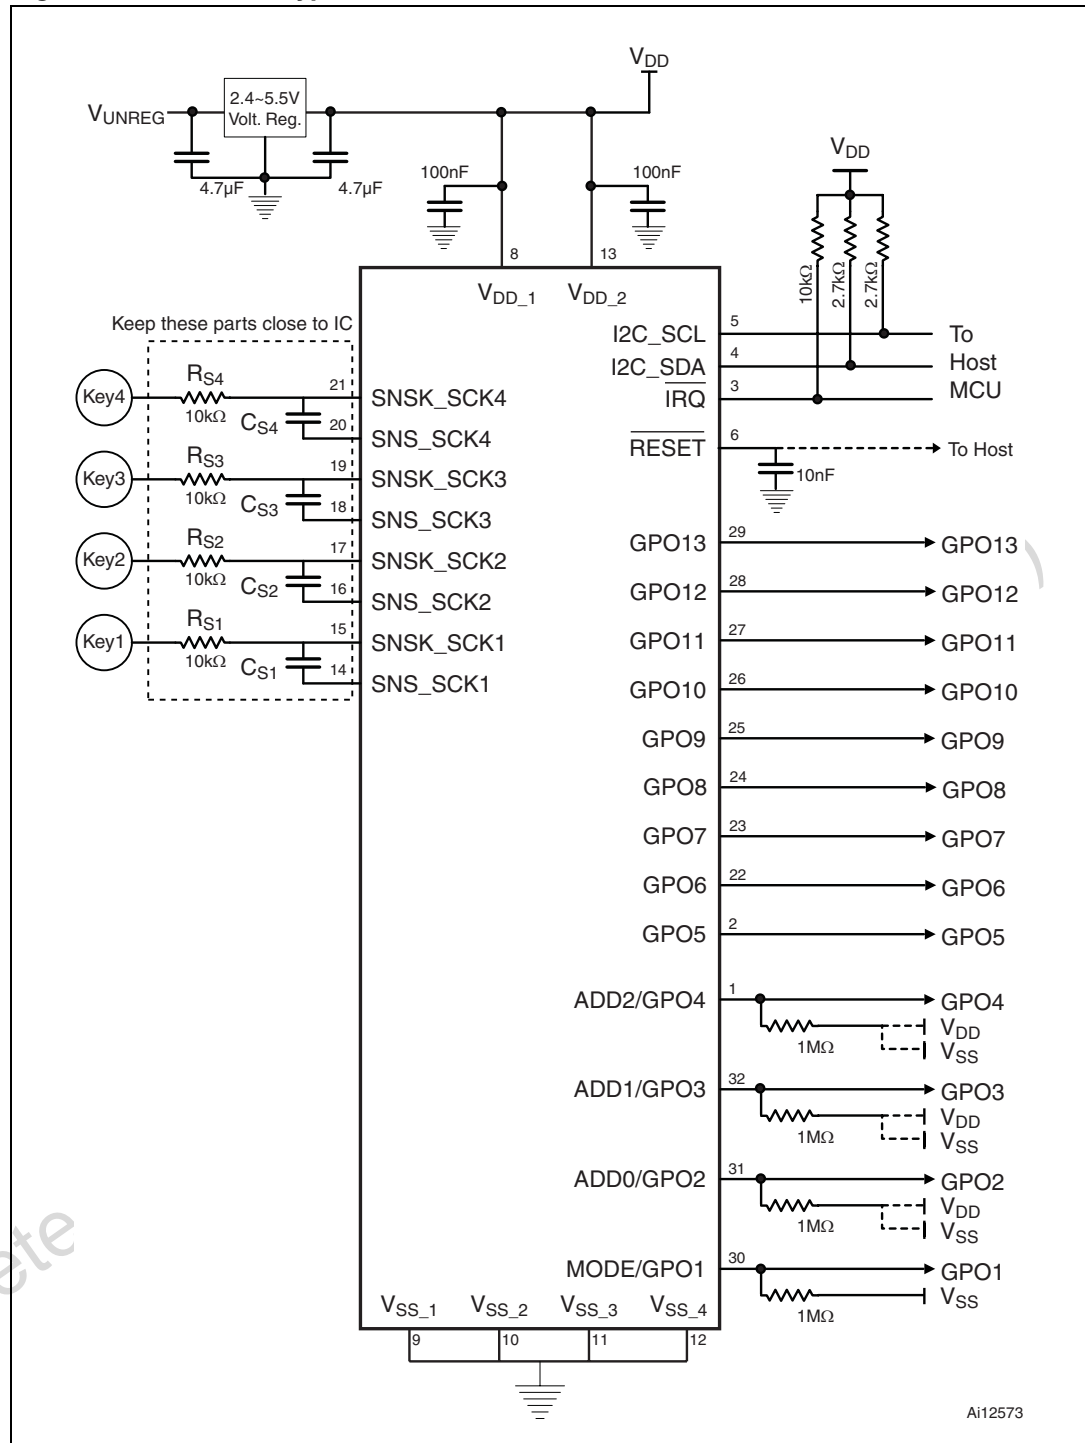 V_DD
V_UNREG
2.4~5.5V
Volt. Reg.
4.7µF
4.7µF
100nF
100nF
8
13
V_DD_1
V_DD_2
V_DD
10kΩ
2.7kΩ
2.7kΩ
Keep these parts close to IC
Key4
R_S4
10kΩ
C_S4
21
20
SNSK_SCK4
SNS_SCK4
Key3
R_S3
10kΩ
C_S3
19
18
SNSK_SCK3
SNS_SCK3
Key2
R_S2
10kΩ
C_S2
17
16
SNSK_SCK2
SNS_SCK2
Key1
R_S1
10kΩ
C_S1
15
14
SNSK_SCK1
SNS_SCK1
I2C_SCL 5 To
I2C_SDA 4 Host
IRQ 3 MCU
RESET 6 To Host
10nF
GPO13 29 GPO13
GPO12 28 GPO12
GPO11 27 GPO11
GPO10 26 GPO10
GPO9 25 GPO9
GPO8 24 GPO8
GPO7 23 GPO7
GPO6 22 GPO6
GPO5 2 GPO5
ADD2/GPO4 1 GPO4
1MΩ
V_DD
V_SS
ADD1/GPO3 32 GPO3
1MΩ
V_DD
V_SS
ADD0/GPO2 31 GPO2
1MΩ
V_DD
V_SS
MODE/GPO1 30 GPO1
1MΩ
V_SS
V_SS_1 V_SS_2 V_SS_3 V_SS_4
9 10 11 12
Ai12573